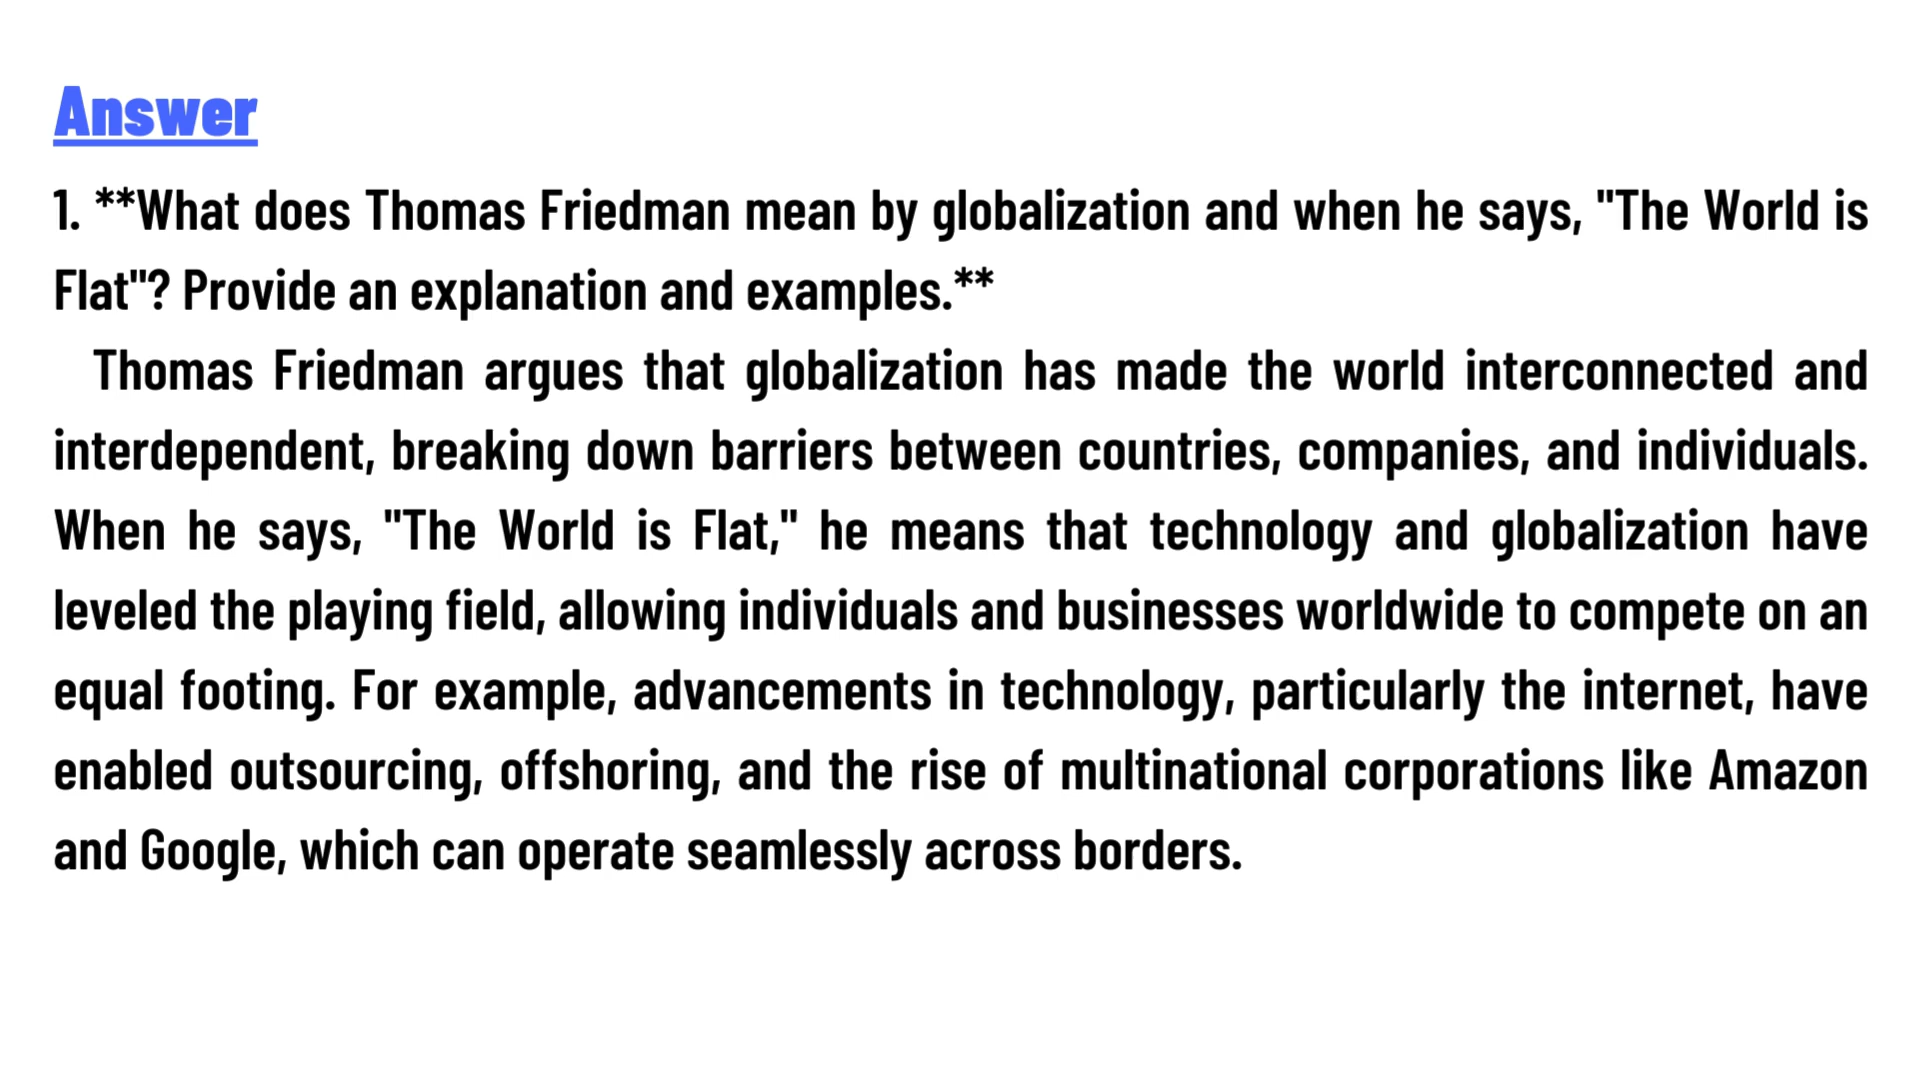 Answer
1. **What does Thomas Friedman mean by globalization and when he says, "The World is
Flat"? Provide an explanation and examples.**
Thomas Friedman argues that globalization has made the world interconnected and
interdependent, breaking down barriers between countries, companies, and individuals.
When he says, "The World is Flat," he means that technology and globalization have
leveled the playing field, allowing individuals and businesses worldwide to compete on an
equal footing. For example, advancements in technology, particularly the internet, have
enabled outsourcing, offshoring, and the rise of multinational corporations like Amazon
and Google, which can operate seamlessly across borders.